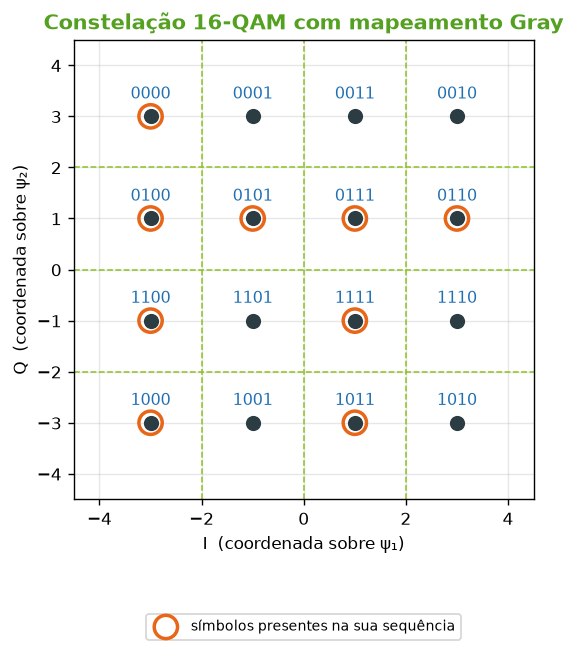 Constelação 16-QAM com mapeamento Gray
4
0000 0001 0011 0010
3
2
0100 0101 0111 0110
1
0
1100 1101 1111 1110
−1
−2
1000 1001 1011 1010
−3
−4
Q (coordenada sobre ψ₂)
−4 −2 0 2 4
I (coordenada sobre ψ₁)
símbolos presentes na sua sequência